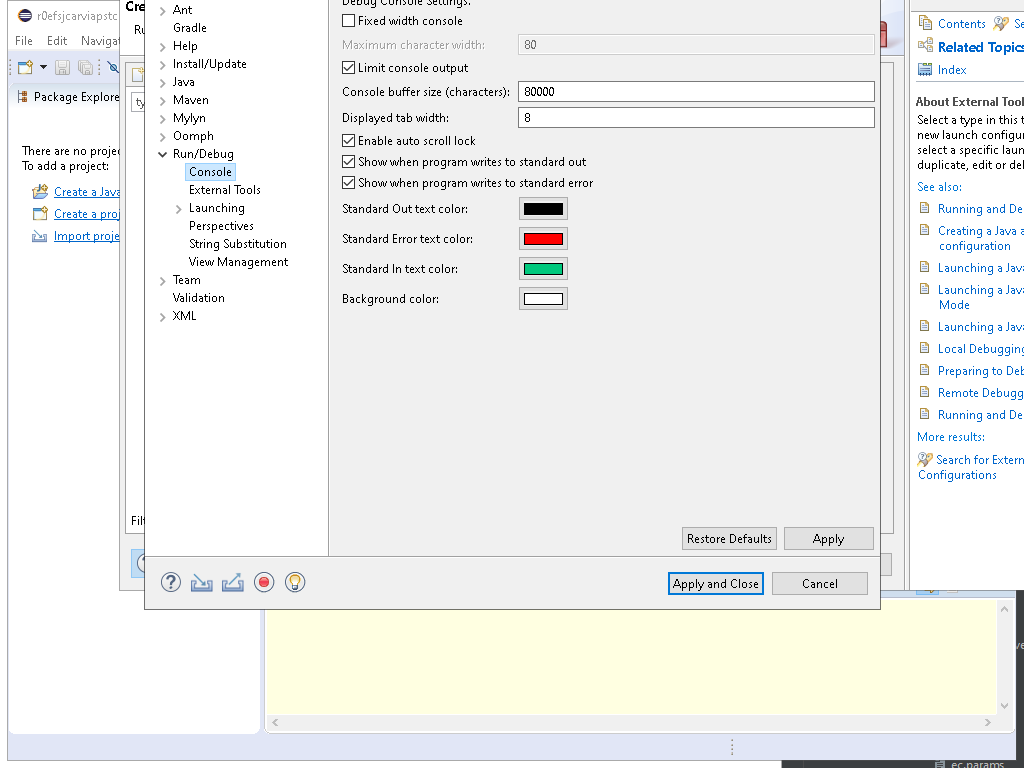 r0efsjcarviapstc
File Edit Naviga
Package Explore
There are no projec
To add a project:
Create a Java
Create a proj
Import proje
Cre
Ru
ty
Filt
Ant
Gradle
Help
Install/Update
Java
Maven
Mylyn
Oomph
Run/Debug
Console
External Tools
Launching
Perspectives
String Substitution
View Management
Team
Validation
XML
Debug Console Settings.
Fixed width console
Maximum character width: 80
Limit console output
Console buffer size (characters): 80000
Displayed tab width: 8
Enable auto scroll lock
Show when program writes to standard out
Show when program writes to standard error
Standard Out text color:
Standard Error text color:
Standard In text color:
Background color:
Restore Defaults Apply
Apply and Close Cancel
Contents Se
Related Topics
Index
About External Tool
Select a type in this t
new launch configur
select a specific laun
duplicate, edit or del
See also:
Running and De
Creating a Java a
configuration
Launching a Java
Launching a Java
Mode
Launching a Java
Local Debugging
Preparing to Deb
Remote Debugg
Running and De
More results:
Search for Extern
Configurations
ve
ec.params